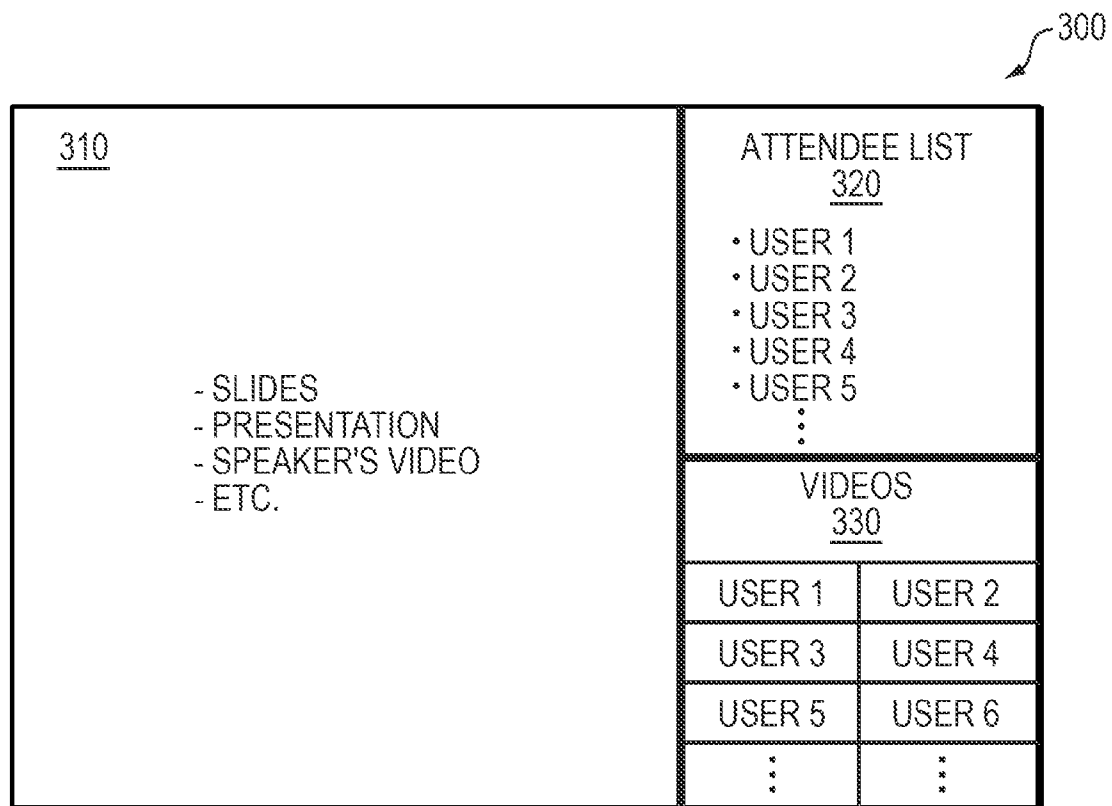 300
310
- SLIDES
- PRESENTATION
- SPEAKER'S VIDEO
- ETC.
ATTENDEE LIST
320
• USER 1
• USER 2
• USER 3
• USER 4
• USER 5
VIDEOS
330
USER 1 USER 2
USER 3 USER 4
USER 5 USER 6